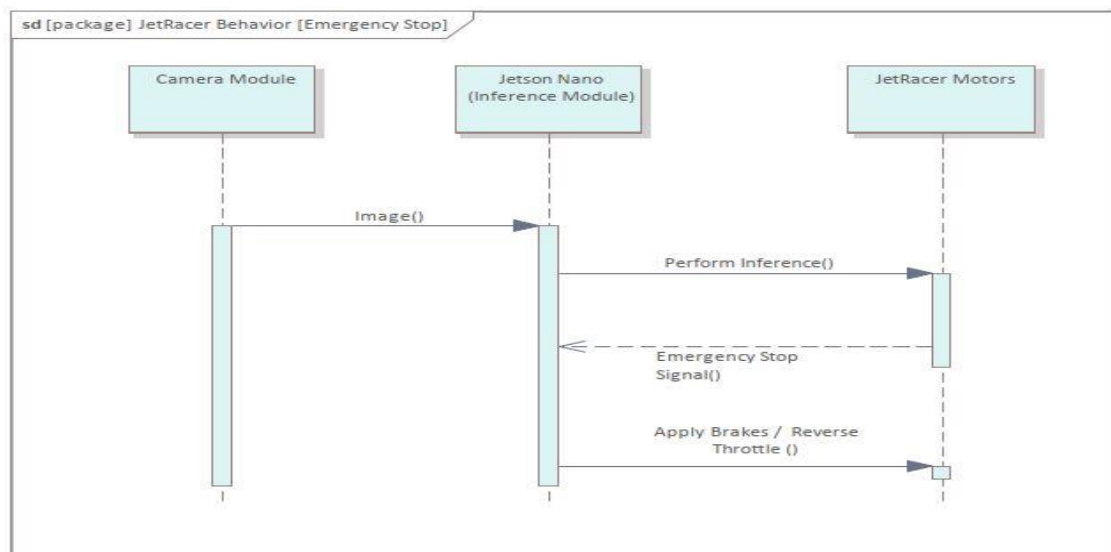 sd [package] JetRacer Behavior [Emergency Stop]
Camera Module
Jetson Nano
(Inference Module)
JetRacer Motors
Image()
Perform Inference()
Emergency Stop
Signal()
Apply Brakes / Reverse
Throttle ()